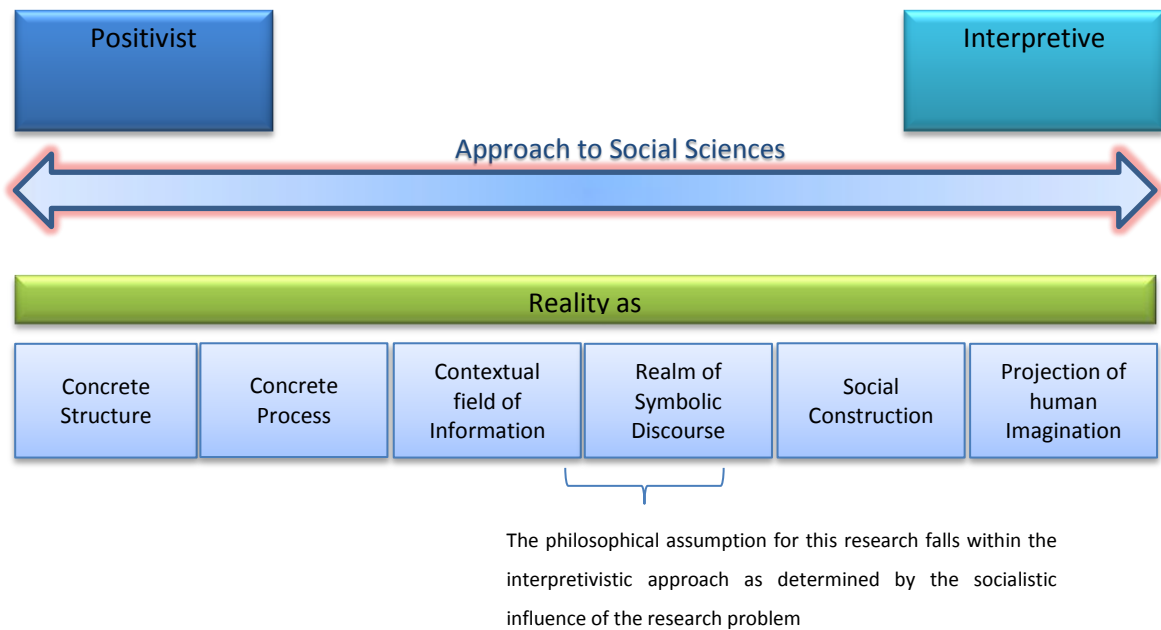 Positivist
Interpretive
Approach to Social Sciences
Reality as
Concrete
Structure
Concrete
Process
Contextual
field of
Information
Realm of
Symbolic
Discourse
Social
Construction
Projection of
human
Imagination
The philosophical assumption for this research falls within the
interpretivistic approach as determined by the socialistic
influence of the research problem